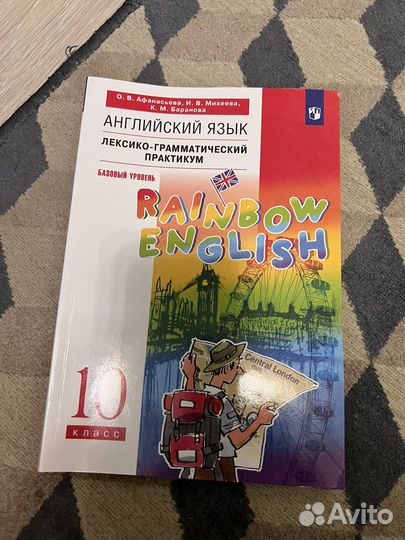 О. В. Афанасьева, И. В. Михеева,
К. М. Баранова
АНГЛИЙСКИЙ ЯЗЫК
ЛЕКСИКО-ГРАММАТИЧЕСКИЙ
ПРАКТИКУМ
БАЗОВЫЙ УРОВЕНЬ
RAINBOW
ENGLISH
Central London
10
класс
Avito